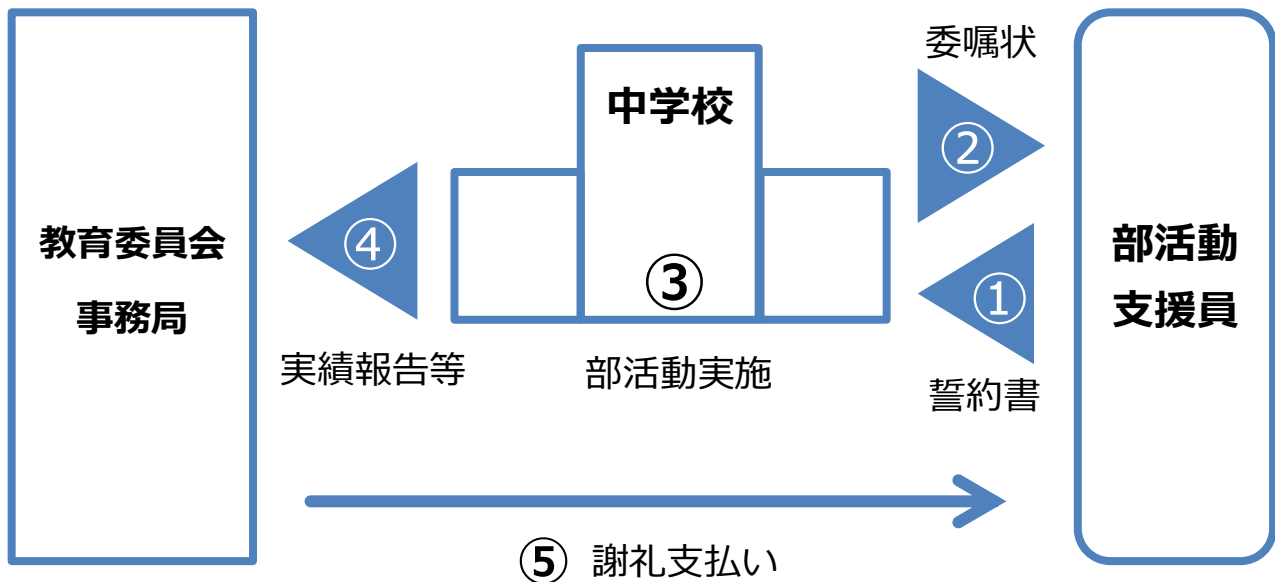 教育委員会
事務局
④
実績報告等
中学校
③
部活動実施
委嘱状
②
①
誓約書
部活動
支援員
⑤ 謝礼支払い